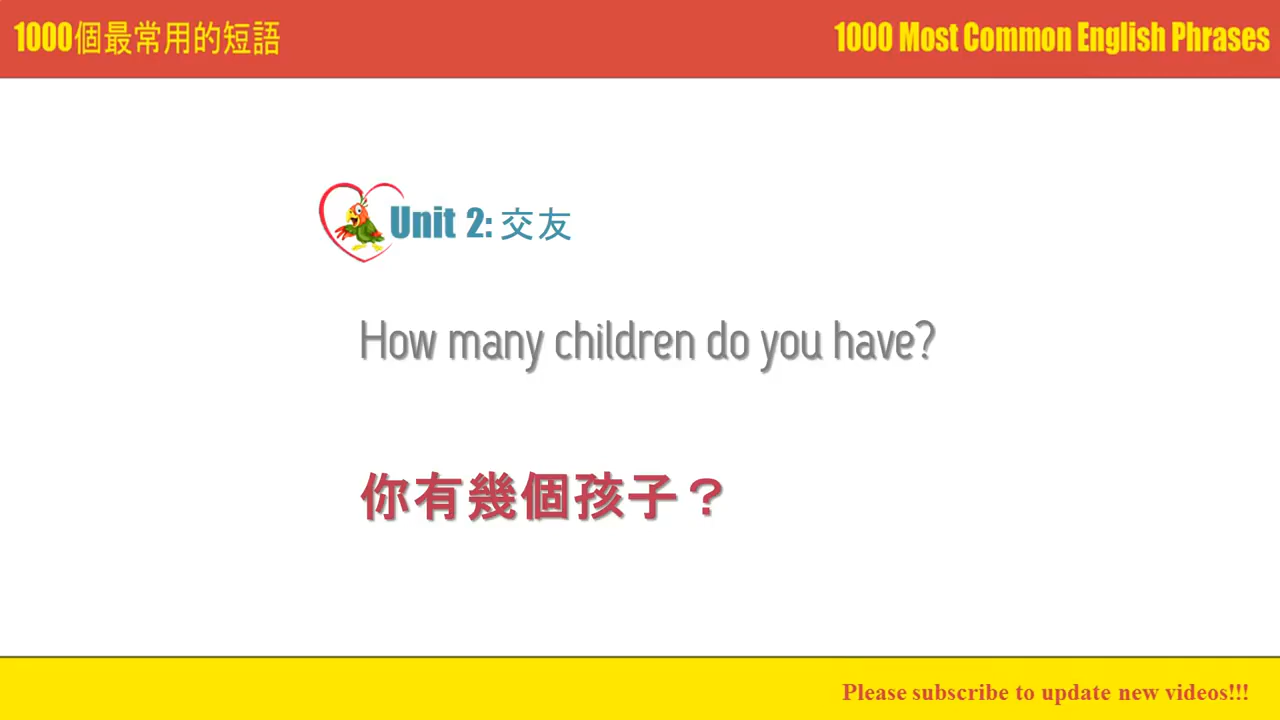 1000個最常用的短語
1000 Most Common English Phrases
Unit 2: 交友
How many children do you have?
你有幾個孩子？
Please subscribe to update new videos!!!